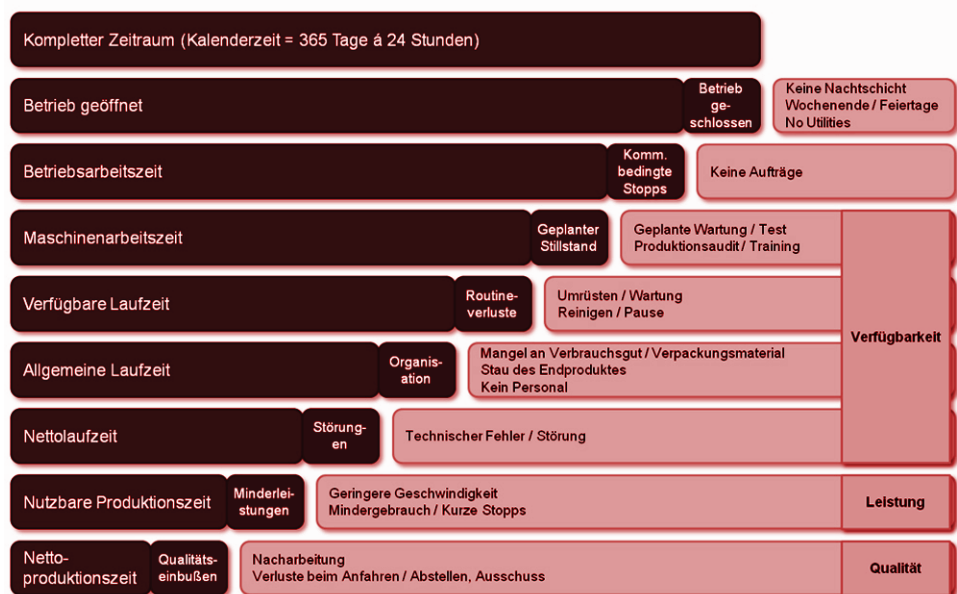 Kompletter Zeitraum (Kalenderzeit = 365 Tage á 24 Stunden)
Betrieb geöffnet
Betrieb
ge-
schlossen
Keine Nachtschicht
Wochenende / Feiertage
No Utilities
Betriebsarbeitszeit
Komm.
bedingte
Stopps
Keine Aufträge
Maschinenarbeitszeit
Geplanter
Stillstand
Geplante Wartung / Test
Produktionsaudit / Training
Verfügbare Laufzeit
Routine-
verluste
Umrüsten / Wartung
Reinigen / Pause
Verfügbarkeit
Allgemeine Laufzeit
Organis-
ation
Mangel an Verbrauchsgut / Verpackungsmaterial
Stau des Endproduktes
Kein Personal
Nettolaufzeit
Störung-
en
Technischer Fehler / Störung
Nutzbare Produktionszeit
Minderlei-
stungen
Geringere Geschwindigkeit
Mindergebrauch / Kurze Stopps
Leistung
Netto-
produktionszeit
Qualitäts-
einbußen
Nacharbeitung
Verluste beim Anfahren / Abstellen, Ausschuss
Qualität